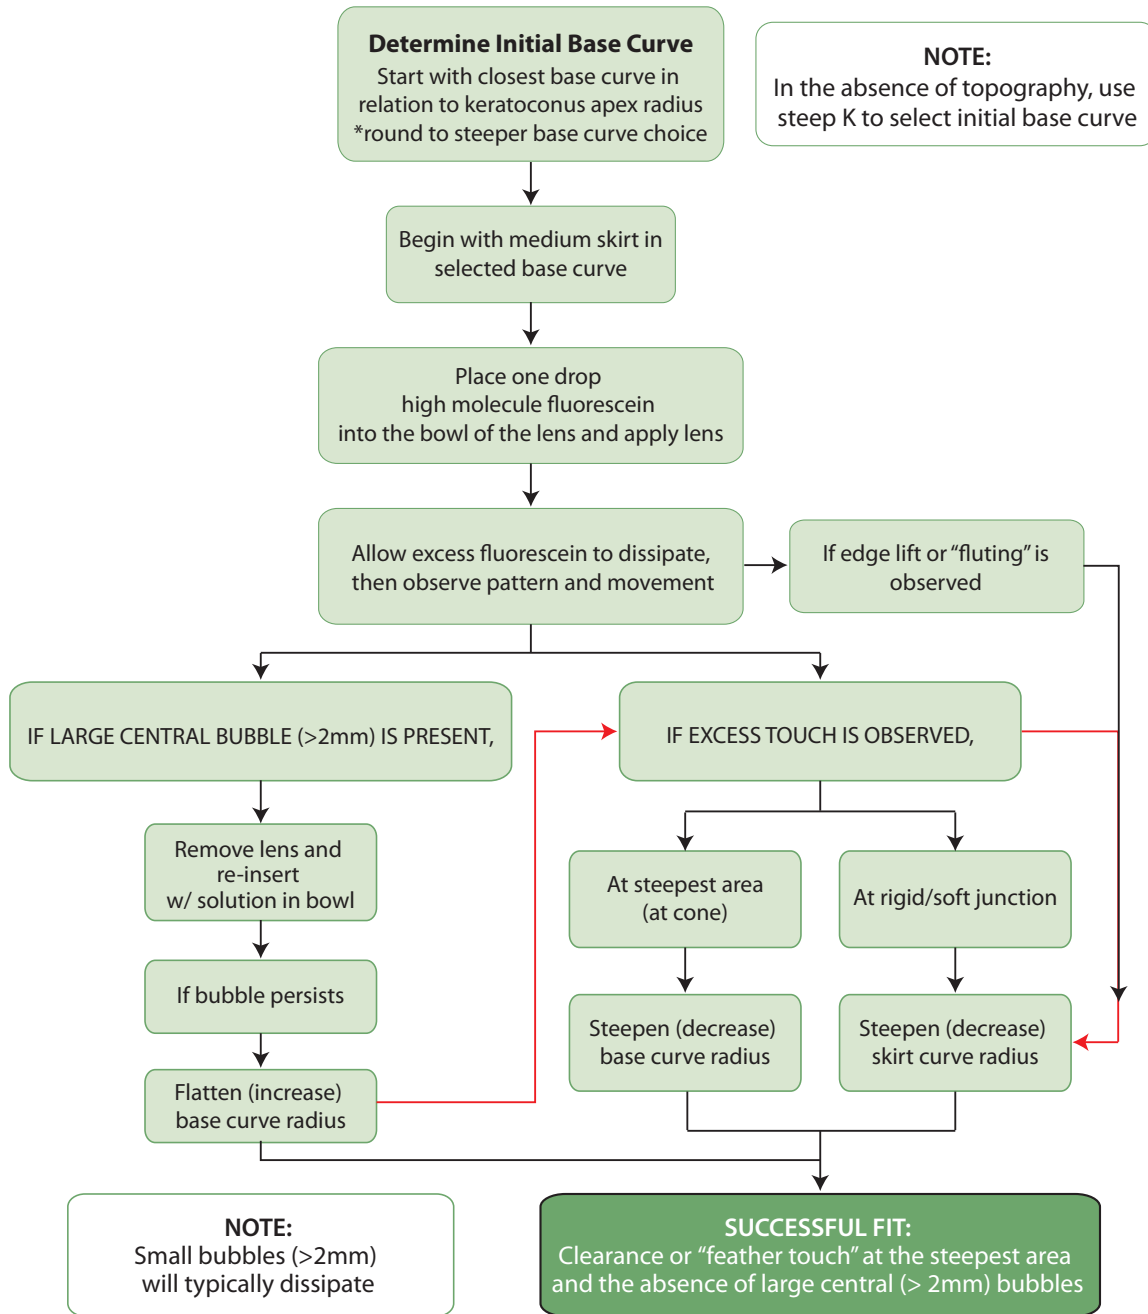 Determine Initial Base Curve
Start with closest base curve in
relation to keratoconus apex radius
*round to steeper base curve choice
NOTE:
In the absence of topography, use
steep K to select initial base curve
Begin with medium skirt in
selected base curve
Place one drop
high molecule fluorescein
into the bowl of the lens and apply lens
Allow excess fluorescein to dissipate,
then observe pattern and movement
If edge lift or “fluting” is
observed
IF LARGE CENTRAL BUBBLE (>2mm) IS PRESENT,
IF EXCESS TOUCH IS OBSERVED,
Remove lens and
re-insert
w/ solution in bowl
At steepest area
(at cone)
At rigid/soft junction
If bubble persists
Steepen (decrease)
base curve radius
Steepen (decrease)
skirt curve radius
Flatten (increase)
base curve radius
NOTE:
Small bubbles (>2mm)
will typically dissipate
SUCCESSFUL FIT:
Clearance or “feather touch” at the steepest area
and the absence of large central (> 2mm) bubbles